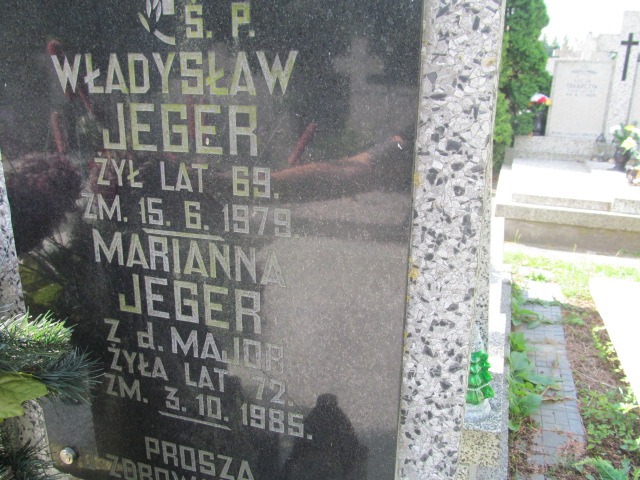 Ś. P.
WŁADYSŁAW
JEGER
ŻYŁ LAT 69.
ZM. 15. 6. 1979.
MARIANNA
JEGER
Z d. MAJOR
ŻYŁA LAT 72.
ZM. 3. 10. 1985.
PROSZĄ